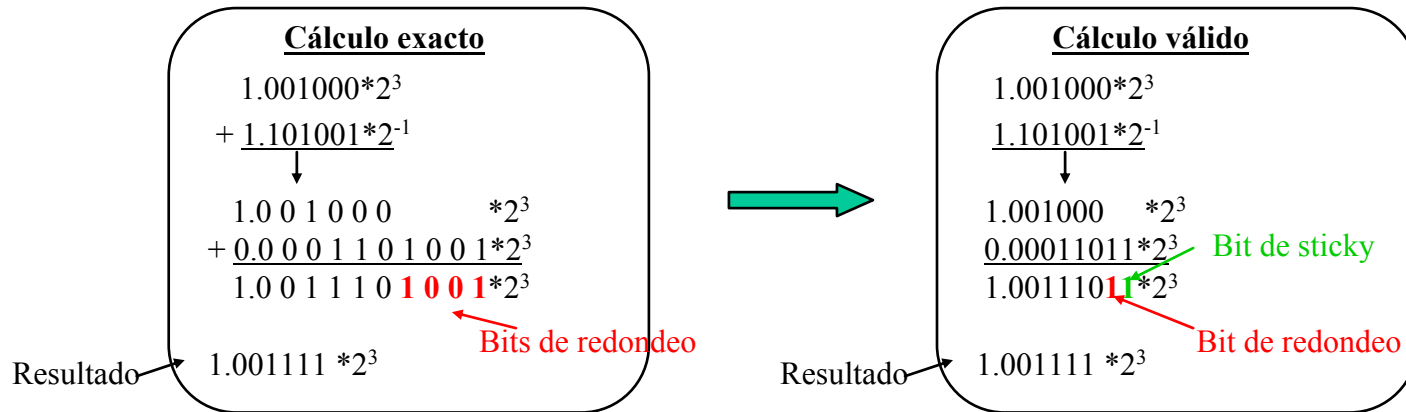 Cálculo exacto
1.001000*2³
+ 1.101001*2⁻¹
1.0 0 1 0 0 0 *2³
+ 0.0 0 0 1 1 0 1 0 0 1*2³
1.0 0 1 1 1 0 1 0 0 1*2³
Bits de redondeo
Resultado 1.001111 *2³
Cálculo válido
1.001000*2³
1.101001*2⁻¹
1.001000 *2³
0.00011011*2³
Bit de sticky
1.00111011*2³
Bit de redondeo
Resultado 1.001111 *2³